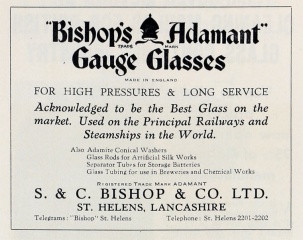 "Bishop's Adamant"
TRADE MARK
Gauge Glasses
MADE IN ENGLAND
FOR HIGH PRESSURES & LONG SERVICE
Acknowledged to be the Best Glass on the
market. Used on the Principal Railways and
Steamships in the World.
Also Adamite Conical Washers
Glass Rods for Artificial Silk Works
Separator Tubes for Storage Batteries
Glass Tubing for use in Breweries and Chemical Works
REGISTERED TRADE MARK ADAMANT
S. & C. BISHOP & CO. LTD.
ST. HELENS, LANCASHIRE
Telegrams: "Bishop" St. Helens Telephone: St. Helens 2201-2202